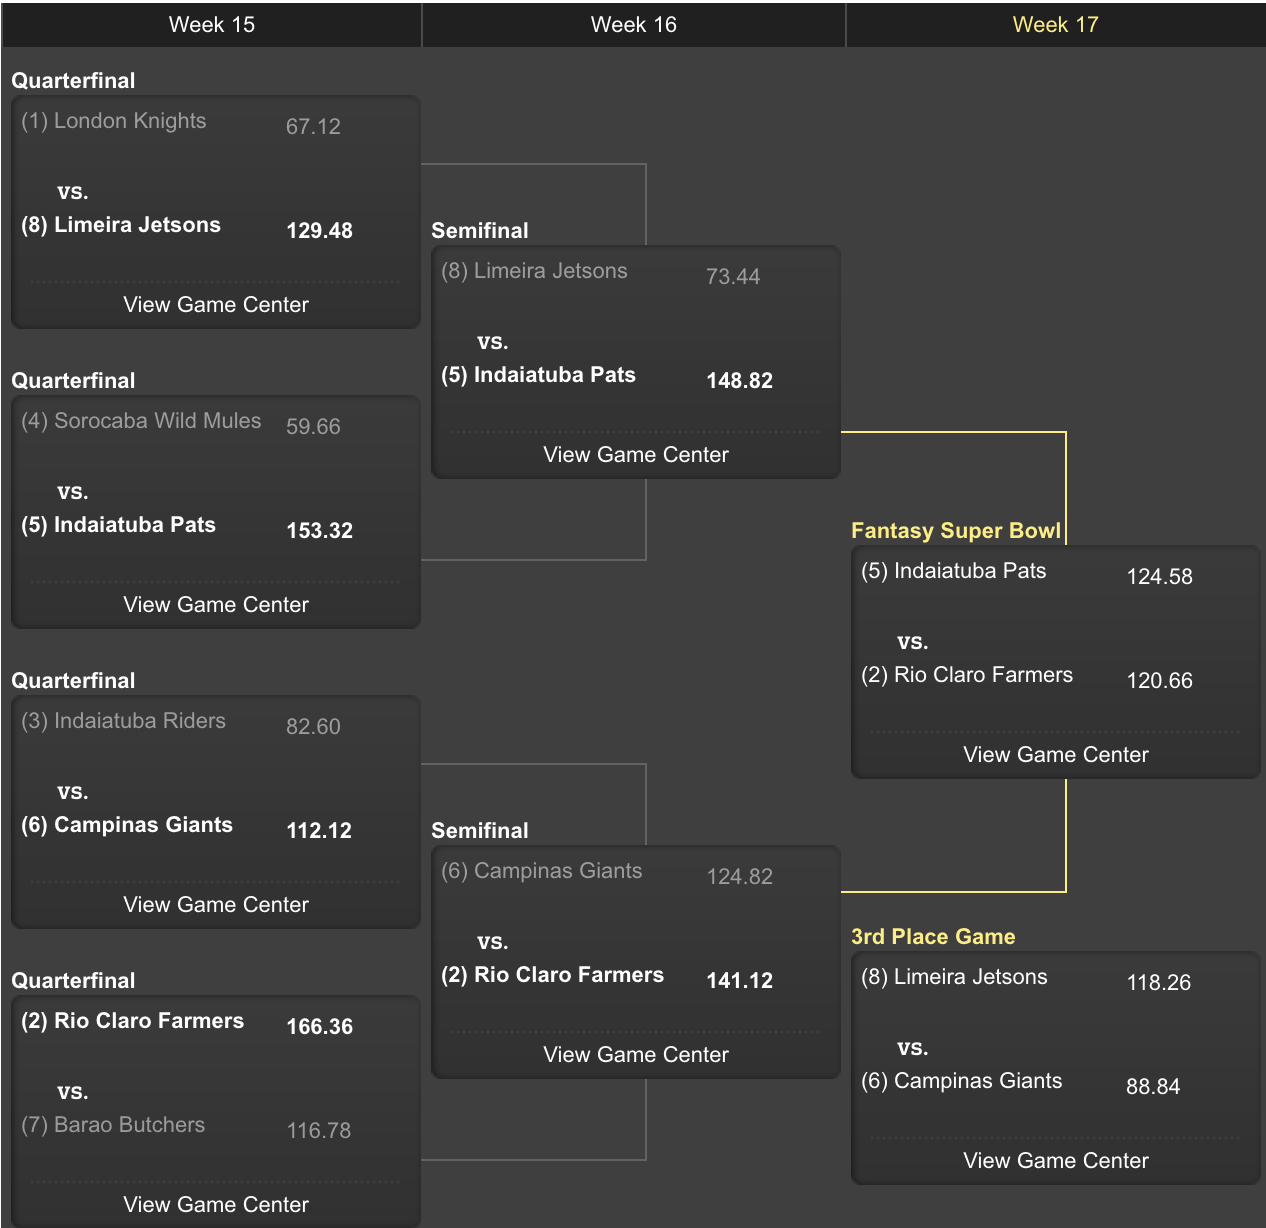 Week 15
Week 16
Week 17
Quarterfinal
(1) London Knights 67.12
vs.
(8) Limeira Jetsons 129.48
View Game Center
Quarterfinal
(4) Sorocaba Wild Mules 59.66
vs.
(5) Indaiatuba Pats 153.32
View Game Center
Quarterfinal
(3) Indaiatuba Riders 82.60
vs.
(6) Campinas Giants 112.12
View Game Center
Quarterfinal
(2) Rio Claro Farmers 166.36
vs.
(7) Barao Butchers 116.78
View Game Center
Semifinal
(8) Limeira Jetsons 73.44
vs.
(5) Indaiatuba Pats 148.82
View Game Center
Semifinal
(6) Campinas Giants 124.82
vs.
(2) Rio Claro Farmers 141.12
View Game Center
Fantasy Super Bowl
(5) Indaiatuba Pats 124.58
vs.
(2) Rio Claro Farmers 120.66
View Game Center
3rd Place Game
(8) Limeira Jetsons 118.26
vs.
(6) Campinas Giants 88.84
View Game Center